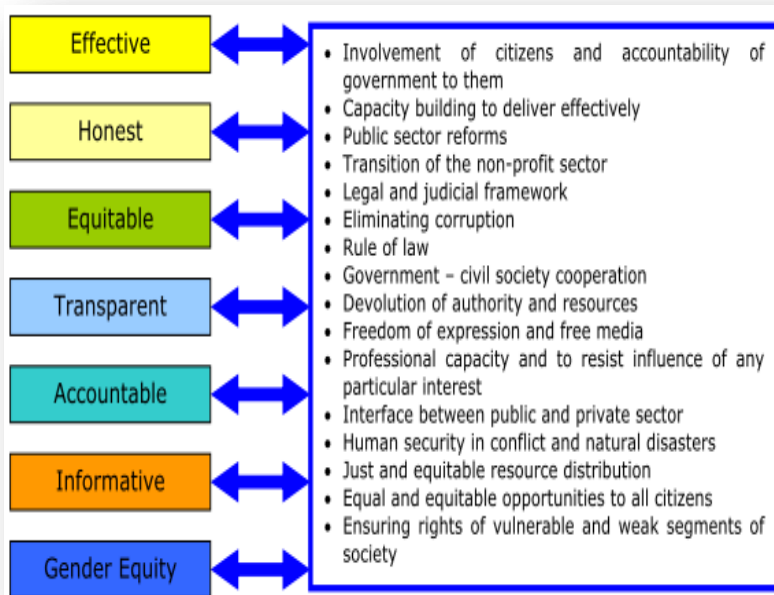 Effective
Honest
Equitable
Transparent
Accountable
Informative
Gender Equity
• Involvement of citizens and accountability of
government to them
• Capacity building to deliver effectively
• Public sector reforms
• Transition of the non-profit sector
• Legal and judicial framework
• Eliminating corruption
• Rule of law
• Government – civil society cooperation
• Devolution of authority and resources
• Freedom of expression and free media
• Professional capacity and to resist influence of any
particular interest
• Interface between public and private sector
• Human security in conflict and natural disasters
• Just and equitable resource distribution
• Equal and equitable opportunities to all citizens
• Ensuring rights of vulnerable and weak segments of
society